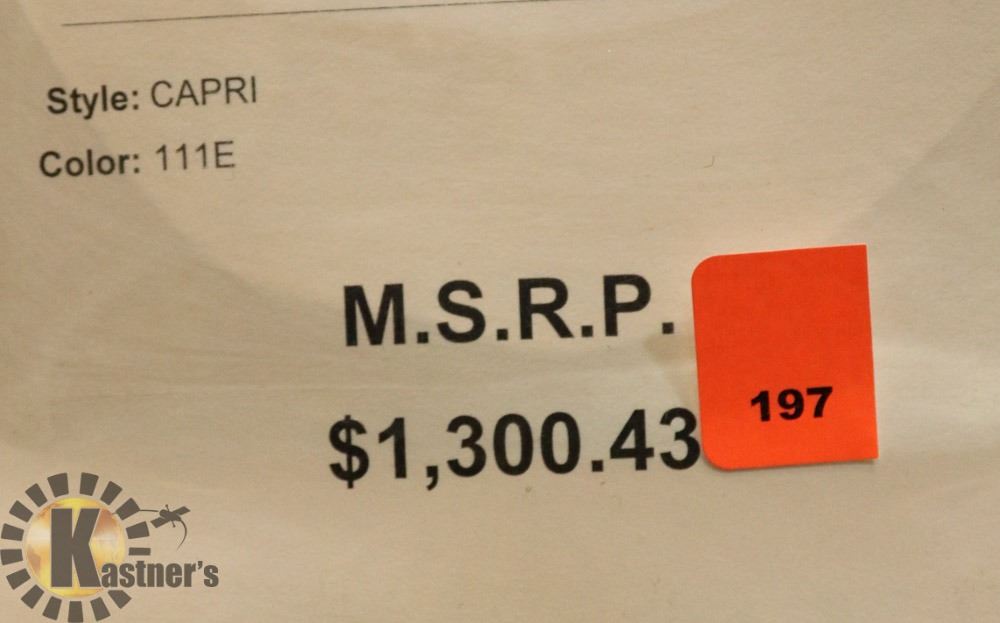 Style: CAPRI
Color: 111E
M.S.R.P.
$1,300.43
197
Kastner's